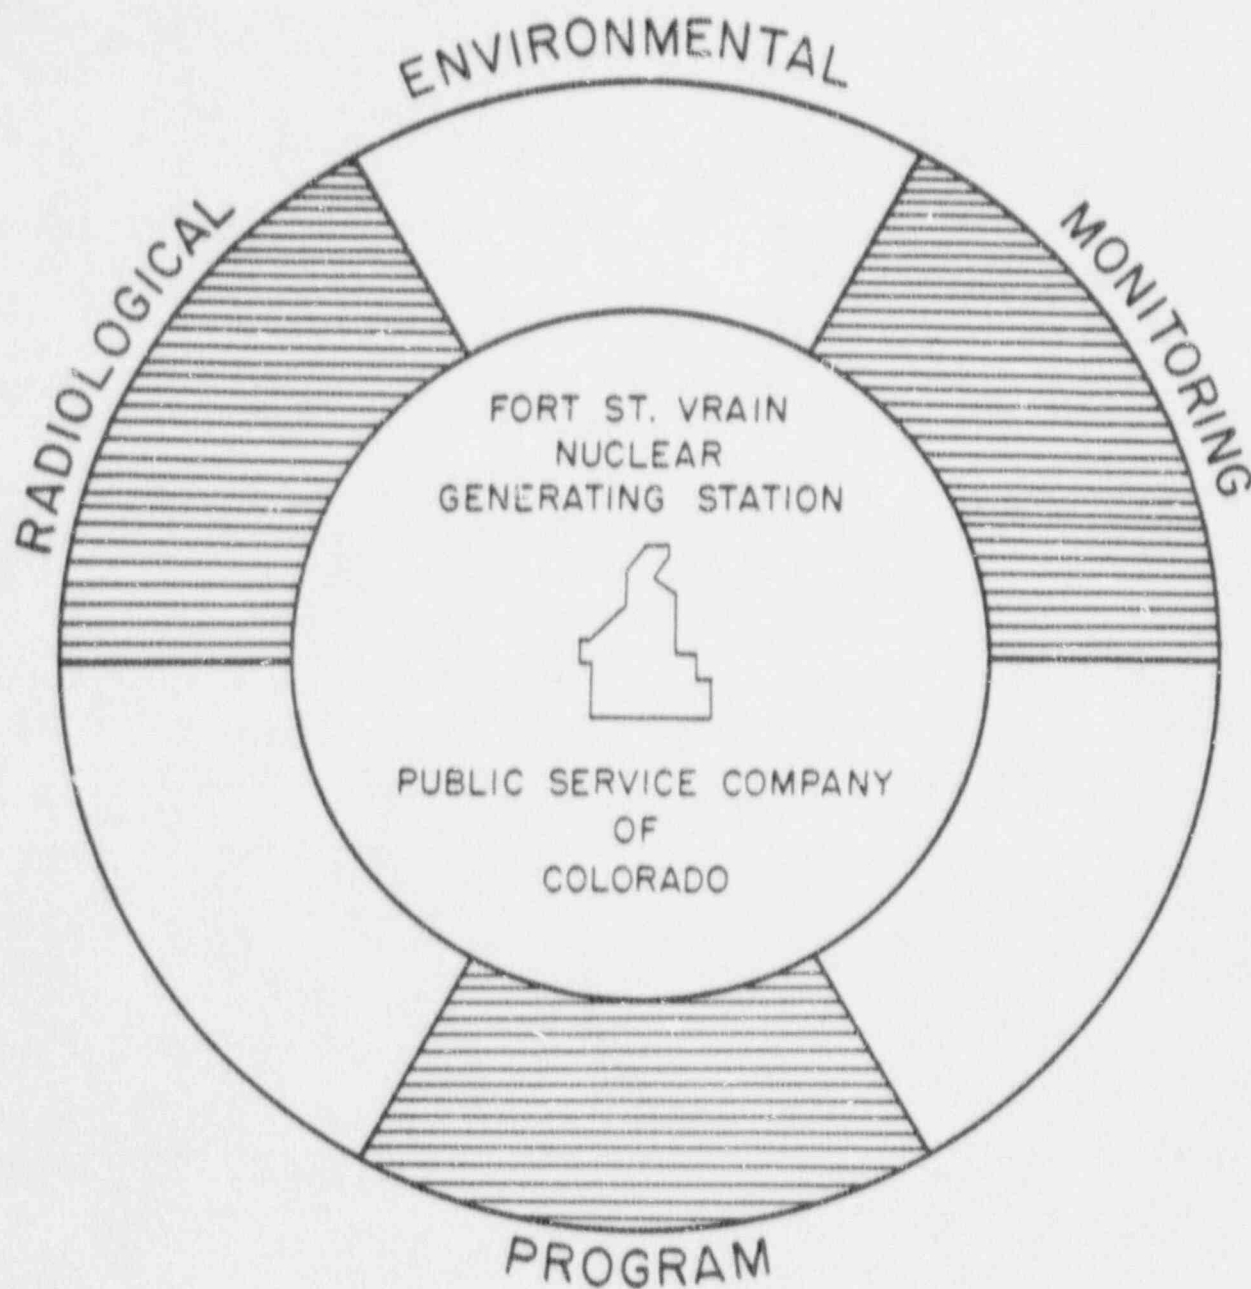 RADIOLOGICAL
ENVIRONMENTAL
MONITORING
PROGRAM
FORT ST. VRAIN
NUCLEAR
GENERATING STATION
PUBLIC SERVICE COMPANY
OF
COLORADO